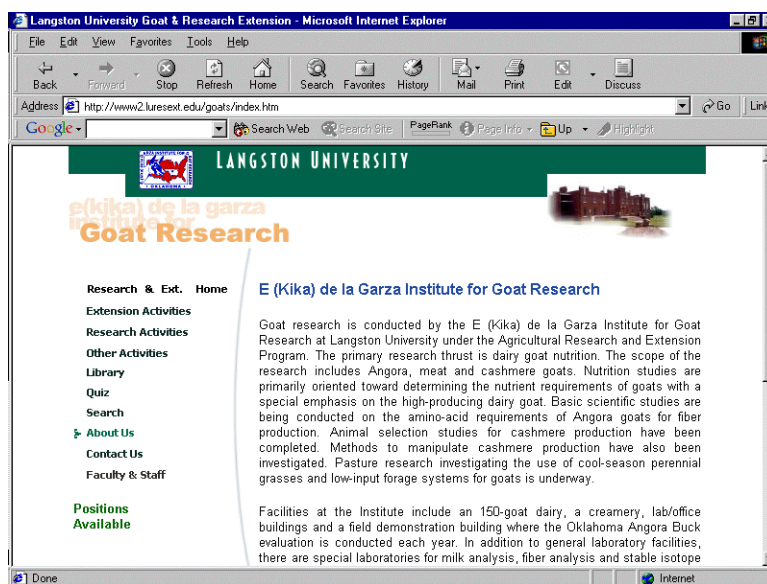 Langston University Goat & Research Extension - Microsoft Internet Explorer
File Edit View Favorites Tools Help
Back Forward Stop Refresh Home Search Favorites History Mail Print Edit Discuss
Address http://www2.luresext.edu/goats/index.htm Go Link
Google Search Web Search Site PageRank Page Info Up Highlight
LANGSTON UNIVERSITY
OKLAHOMA
e(kika) de la garza
institute for
Goat Research
Research & Ext. Home
Extension Activities
Research Activities
Other Activities
Library
Quiz
Search
About Us
Contact Us
Faculty & Staff
Positions
Available
E (Kika) de la Garza Institute for Goat Research
Goat research is conducted by the E (Kika) de la Garza Institute for Goat
Research at Langston University under the Agricultural Research and Extension
Program. The primary research thrust is dairy goat nutrition. The scope of the
research includes Angora, meat and cashmere goats. Nutrition studies are
primarily oriented toward determining the nutrient requirements of goats with a
special emphasis on the high-producing dairy goat. Basic scientific studies are
being conducted on the amino-acid requirements of Angora goats for fiber
production. Animal selection studies for cashmere production have been
completed. Methods to manipulate cashmere production have also been
investigated. Pasture research investigating the use of cool-season perennial
grasses and low-input forage systems for goats is underway.
Facilities at the Institute include an 150-goat dairy, a creamery, lab/office
buildings and a field demonstration building where the Oklahoma Angora Buck
evaluation is conducted each year. In addition to general laboratory facilities,
there are special laboratories for milk analysis, fiber analysis and stable isotope
Done Internet